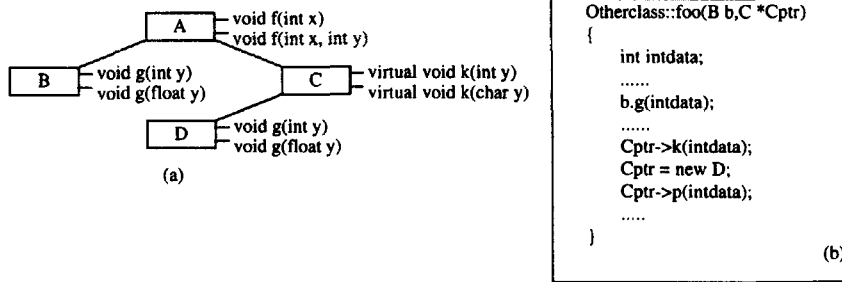 A
void f(int x)
void f(int x, int y)
B
void g(int y)
void g(float y)
C
virtual void k(int y)
virtual void k(char y)
D
void g(int y)
void g(float y)
(a)
Otherclass::foo(B b,C *Cptr)
{
int intdata;
......
b.g(intdata);
......
Cptr->k(intdata);
Cptr = new D;
Cptr->p(intdata);
.....
}
(b)